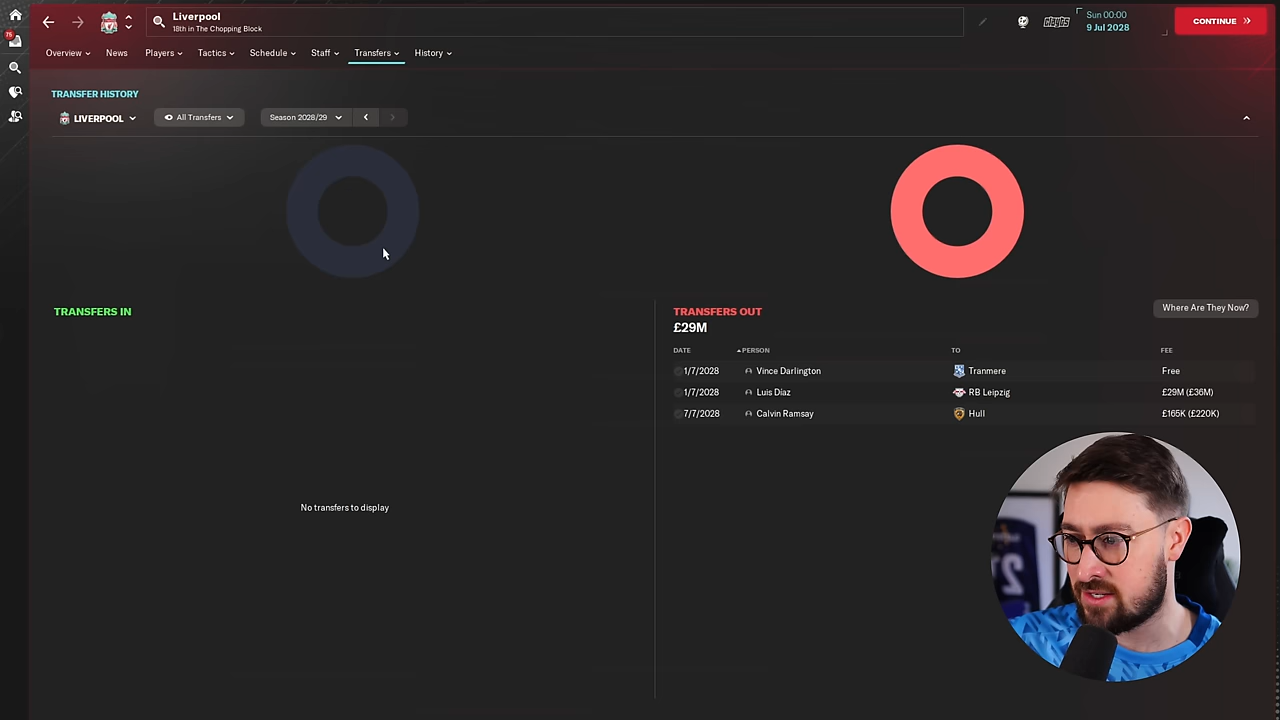 Liverpool
18th in The Chopping Block
Sun 00:00
9 Jul 2028
CONTINUE
75
Overview
News
Players
Tactics
Schedule
Staff
Transfers
History
TRANSFER HISTORY
LIVERPOOL
All Transfers
Season 2028/29
TRANSFERS IN
No transfers to display
TRANSFERS OUT
£29M
Where Are They Now?
DATE PERSON TO FEE
1/7/2028 Vince Darlington Tranmere Free
1/7/2028 Luis Díaz RB Leipzig £29M (£36M)
7/7/2028 Calvin Ramsay Hull £165K (£220K)